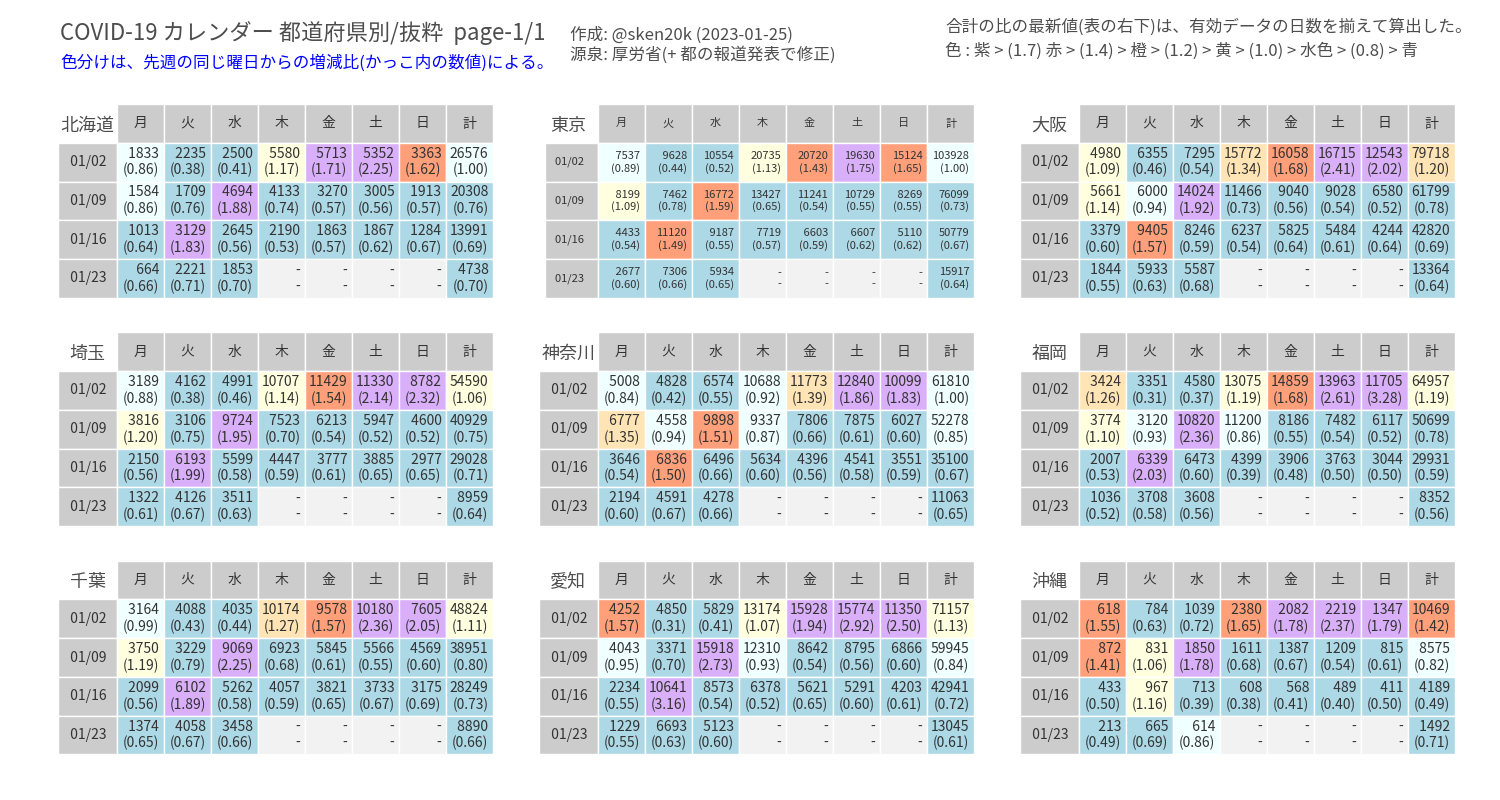 COVID-19 カレンダー 都道府県別/抜粋 page-1/1
色分けは、先週の同じ曜日からの増減比(かっこ内の数値)による。
作成: @sken20k (2023-01-25)
源泉: 厚労省(+ 都の報道発表で修正)
合計の比の最新値(表の右下)は、有効データの日数を揃えて算出した。
色 : 紫 > (1.7) 赤 > (1.4) > 橙 > (1.2) > 黄 > (1.0) > 水色 > (0.8) > 青
北海道 月 火 水 木 金 土 日 計
01/02 1833 2235 2500 5580 5713 5352 3363 26576
(0.86) (0.38) (0.41) (1.17) (1.71) (2.25) (1.62) (1.00)
01/09 1584 1709 4694 4133 3270 3005 1913 20308
(0.86) (0.76) (1.88) (0.74) (0.57) (0.56) (0.57) (0.76)
01/16 1013 3129 2645 2190 1863 1867 1284 13991
(0.64) (1.83) (0.56) (0.53) (0.57) (0.62) (0.67) (0.69)
01/23 664 2221 1853 - - - - 4738
(0.66) (0.71) (0.70) - - - - (0.70)
東京 月 火 水 木 金 土 日 計
01/02 7537 9628 10554 20735 20720 19630 15124 103928
(0.89) (0.44) (0.52) (1.13) (1.43) (1.75) (1.65) (1.00)
01/09 8199 7462 16772 13427 11241 10729 8269 76099
(1.09) (0.78) (1.59) (0.65) (0.54) (0.55) (0.55) (0.73)
01/16 4433 11120 9187 7719 6603 6607 5110 50779
(0.54) (1.49) (0.55) (0.57) (0.59) (0.62) (0.62) (0.67)
01/23 2677 7306 5934 - - - - 15917
(0.60) (0.66) (0.65) - - - - (0.64)
大阪 月 火 水 木 金 土 日 計
01/02 4980 6355 7295 15772 16058 16715 12543 79718
(1.09) (0.46) (0.54) (1.34) (1.68) (2.41) (2.02) (1.20)
01/09 5661 6000 14024 11466 9040 9028 6580 61799
(1.14) (0.94) (1.92) (0.73) (0.56) (0.54) (0.52) (0.78)
01/16 3379 9405 8246 6237 5825 5484 4244 42820
(0.60) (1.57) (0.59) (0.54) (0.64) (0.61) (0.64) (0.69)
01/23 1844 5933 5587 - - - - 13364
(0.55) (0.63) (0.68) - - - - (0.64)
埼玉 月 火 水 木 金 土 日 計
01/02 3189 4162 4991 10707 11429 11330 8782 54590
(0.88) (0.38) (0.46) (1.14) (1.54) (2.14) (2.32) (1.06)
01/09 3816 3106 9724 7523 6213 5947 4600 40929
(1.20) (0.75) (1.95) (0.70) (0.54) (0.52) (0.52) (0.75)
01/16 2150 6193 5599 4447 3777 3885 2977 29028
(0.56) (1.99) (0.58) (0.59) (0.61) (0.65) (0.65) (0.71)
01/23 1322 4126 3511 - - - - 8959
(0.61) (0.67) (0.63) - - - - (0.64)
神奈川 月 火 水 木 金 土 日 計
01/02 5008 4828 6574 10688 11773 12840 10099 61810
(0.84) (0.42) (0.55) (0.92) (1.39) (1.86) (1.83) (1.00)
01/09 6777 4558 9898 9337 7806 7875 6027 52278
(1.35) (0.94) (1.51) (0.87) (0.66) (0.61) (0.60) (0.85)
01/16 3646 6836 6496 5634 4396 4541 3551 35100
(0.54) (1.50) (0.66) (0.60) (0.56) (0.58) (0.59) (0.67)
01/23 2194 4591 4278 - - - - 11063
(0.60) (0.67) (0.66) - - - - (0.65)
福岡 月 火 水 木 金 土 日 計
01/02 3424 3351 4580 13075 14859 13963 11705 64957
(1.26) (0.31) (0.37) (1.19) (1.68) (2.61) (3.28) (1.19)
01/09 3774 3120 10820 11200 8186 7482 6117 50699
(1.10) (0.93) (2.36) (0.86) (0.55) (0.54) (0.52) (0.78)
01/16 2007 6339 6473 4399 3906 3763 3044 29931
(0.53) (2.03) (0.60) (0.39) (0.48) (0.50) (0.50) (0.59)
01/23 1036 3708 3608 - - - - 8352
(0.52) (0.58) (0.56) - - - - (0.56)
千葉 月 火 水 木 金 土 日 計
01/02 3164 4088 4035 10174 9578 10180 7605 48824
(0.99) (0.43) (0.44) (1.27) (1.57) (2.36) (2.05) (1.11)
01/09 3750 3229 9069 6923 5845 5566 4569 38951
(1.19) (0.79) (2.25) (0.68) (0.61) (0.55) (0.60) (0.80)
01/16 2099 6102 5262 4057 3821 3733 3175 28249
(0.56) (1.89) (0.58) (0.59) (0.65) (0.67) (0.69) (0.73)
01/23 1374 4058 3458 - - - - 8890
(0.65) (0.67) (0.66) - - - - (0.66)
愛知 月 火 水 木 金 土 日 計
01/02 4252 4850 5829 13174 15928 15774 11350 71157
(1.57) (0.31) (0.41) (1.07) (1.94) (2.92) (2.50) (1.13)
01/09 4043 3371 15918 12310 8642 8795 6866 59945
(0.95) (0.70) (2.73) (0.93) (0.54) (0.56) (0.60) (0.84)
01/16 2234 10641 8573 6378 5621 5291 4203 42941
(0.55) (3.16) (0.54) (0.52) (0.65) (0.60) (0.61) (0.72)
01/23 1229 6693 5123 - - - - 13045
(0.55) (0.63) (0.60) - - - - (0.61)
沖縄 月 火 水 木 金 土 日 計
01/02 618 784 1039 2380 2082 2219 1347 10469
(1.55) (0.63) (0.72) (1.65) (1.78) (2.37) (1.79) (1.42)
01/09 872 831 1850 1611 1387 1209 815 8575
(1.41) (1.06) (1.78) (0.68) (0.67) (0.54) (0.61) (0.82)
01/16 433 967 713 608 568 489 411 4189
(0.50) (1.16) (0.39) (0.38) (0.41) (0.40) (0.50) (0.49)
01/23 213 665 614 - - - - 1492
(0.49) (0.69) (0.86) - - - - (0.71)